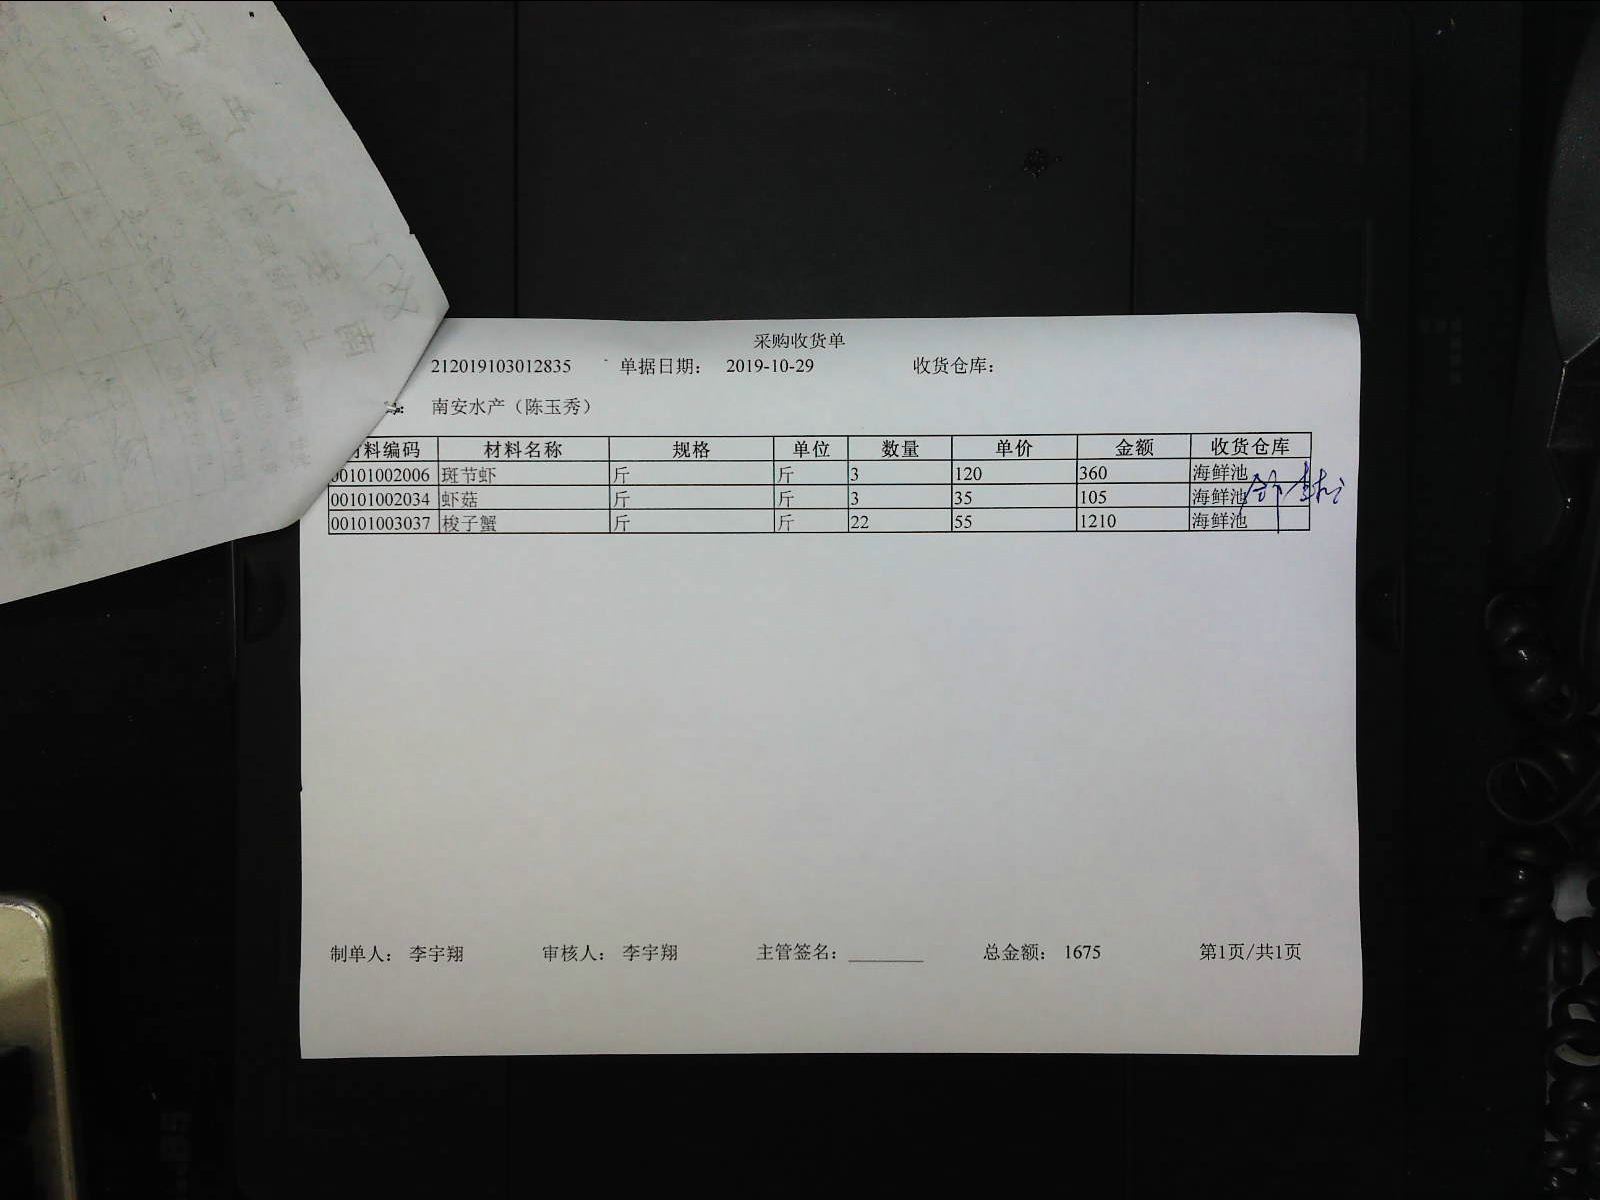 采购收货单
212019103012835 单据日期： 2019-10-29 收货仓库：
南安水产（陈玉秀）
料编码 材料名称 规格 单位 数量 单价 金额 收货仓库
00101002006 斑节虾 斤 斤 3 120 360 海鲜池
00101002034 虾菇 斤 斤 3 35 105 海鲜池
00101003037 梭子蟹 斤 斤 22 55 1210 海鲜池
制单人： 李宇翔 审核人： 李宇翔 主管签名： 总金额： 1675 第1页/共1页